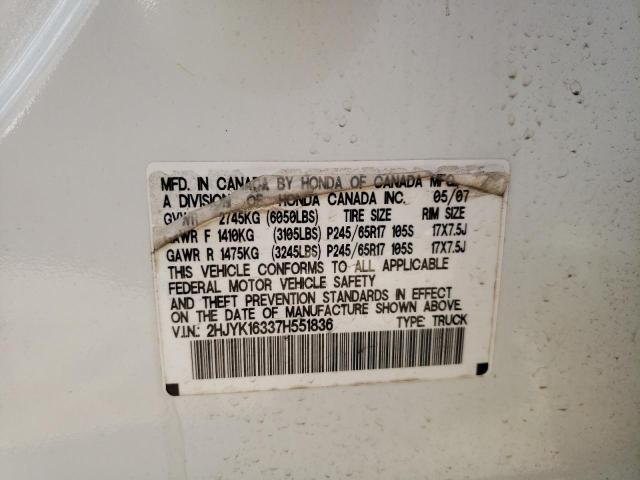 MFD. IN CANADA BY HONDA OF CANADA MFG.
A DIVISION OF HONDA CANADA INC. 05/07
GVWR 2745KG (6050LBS) TIRE SIZE RIM SIZE
GAWR F 1410KG (3105LBS) P245/65R17 105S 17X7.5J
GAWR R 1475KG (3245LBS) P245/65R17 105S 17X7.5J
THIS VEHICLE CONFORMS TO ALL APPLICABLE
FEDERAL MOTOR VEHICLE SAFETY
AND THEFT PREVENTION STANDARDS IN EFFECT
ON THE DATE OF MANUFACTURE SHOWN ABOVE.
V.I.N.: 2HJYK16337H551836 TYPE: TRUCK